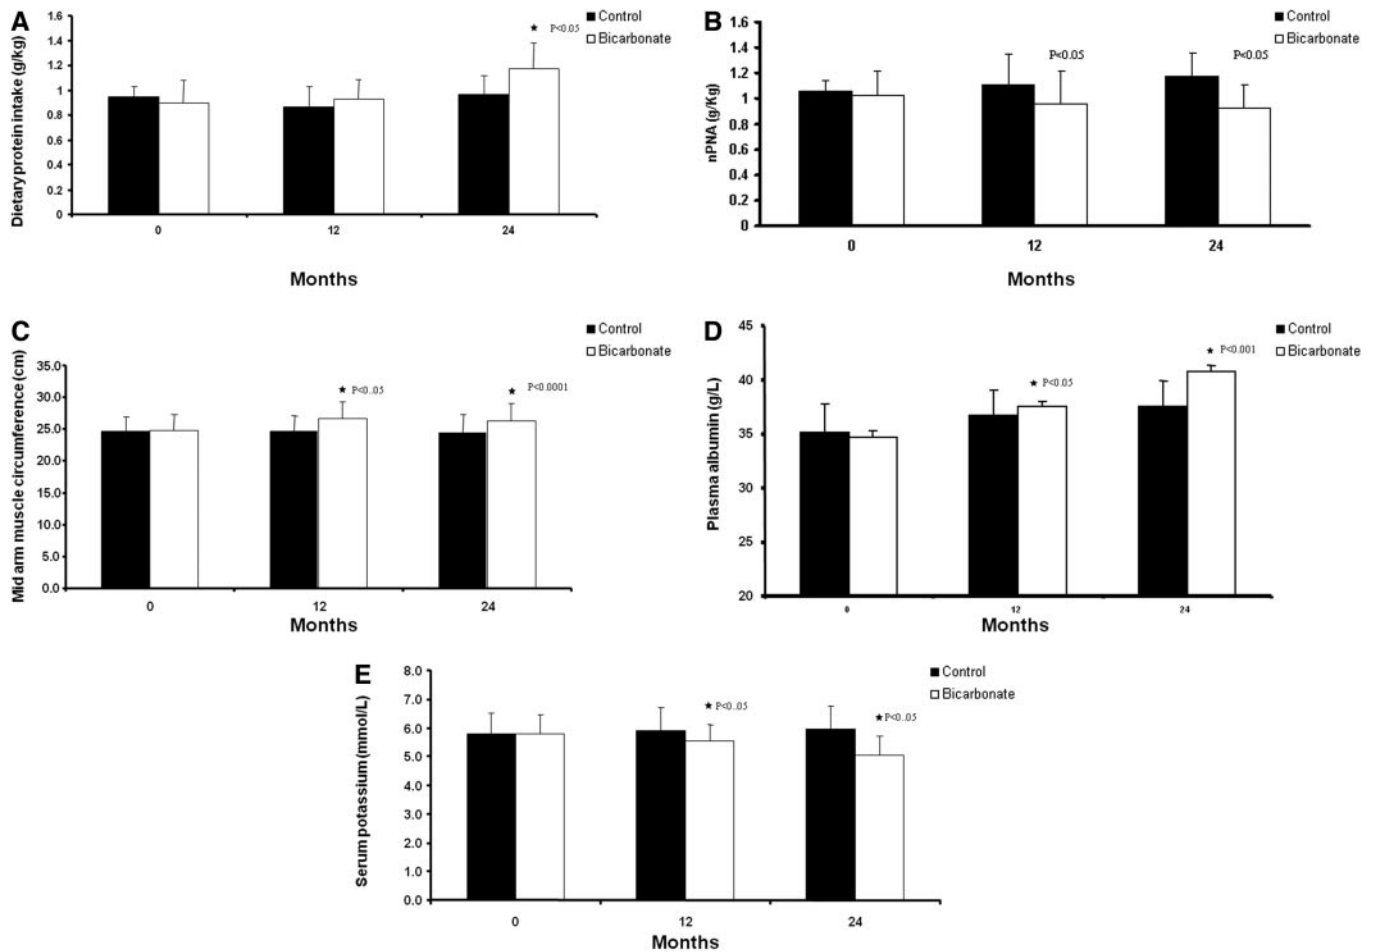 A
Control
Bicarbonate
Dietary protein intake (g/kg)
1.6
1.4
1.2
1
0.8
0.6
0.4
0.2
0
★ P<0.05
0 12 24
Months
B
Control
Bicarbonate
nPNA (g/Kg)
1.6
1.4
1.2
1
0.8
0.6
0.4
0.2
0
P<0.05 P<0.05
0 12 24
Months
C
Control
Bicarbonate
Mid arm muscle circumference (cm)
35.0
30.0
25.0
20.0
15.0
10.0
5.0
0.0
★ P<0..05 ★ P<0.0001
0 12 24
Months
D
Control
Bicarbonate
Plasma albumin (g/L)
45
40
35
30
25
20
★ P<0.05 ★ P<0.001
0 12 24
Months
E
Control
Bicarbonate
Serum potassium (mmol/L)
8.0
7.0
6.0
5.0
4.0
3.0
2.0
1.0
0.0
★ P<0..05 ★ P<0..05
0 12 24
Months